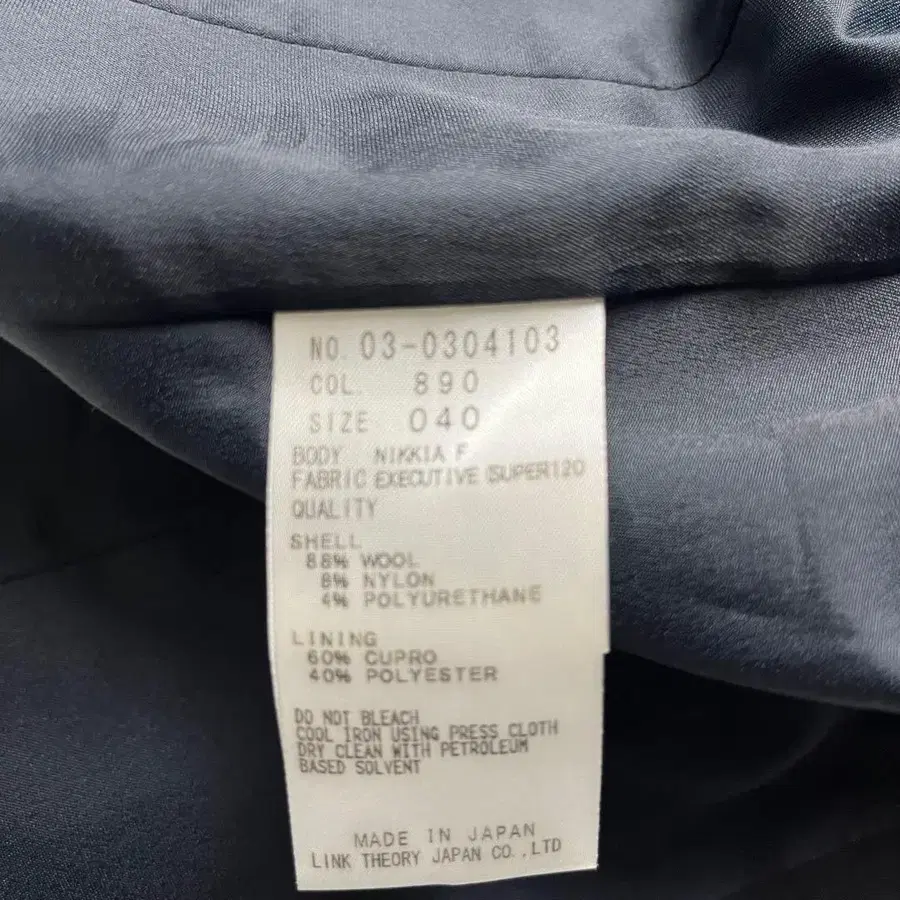 NO. 03-0304103
COL. 890
SIZE 040
BODY NIKKIA F
FABRIC EXECUTIVE SUPER120
QUALITY
SHELL
88% WOOL
8% NYLON
4% POLYURETHANE
LINING
60% CUPRO
40% POLYESTER
DO NOT BLEACH
COOL IRON USING PRESS CLOTH
DRY CLEAN WITH PETROLEUM
BASED SOLVENT
MADE IN JAPAN
LINK THEORY JAPAN CO.,LTD